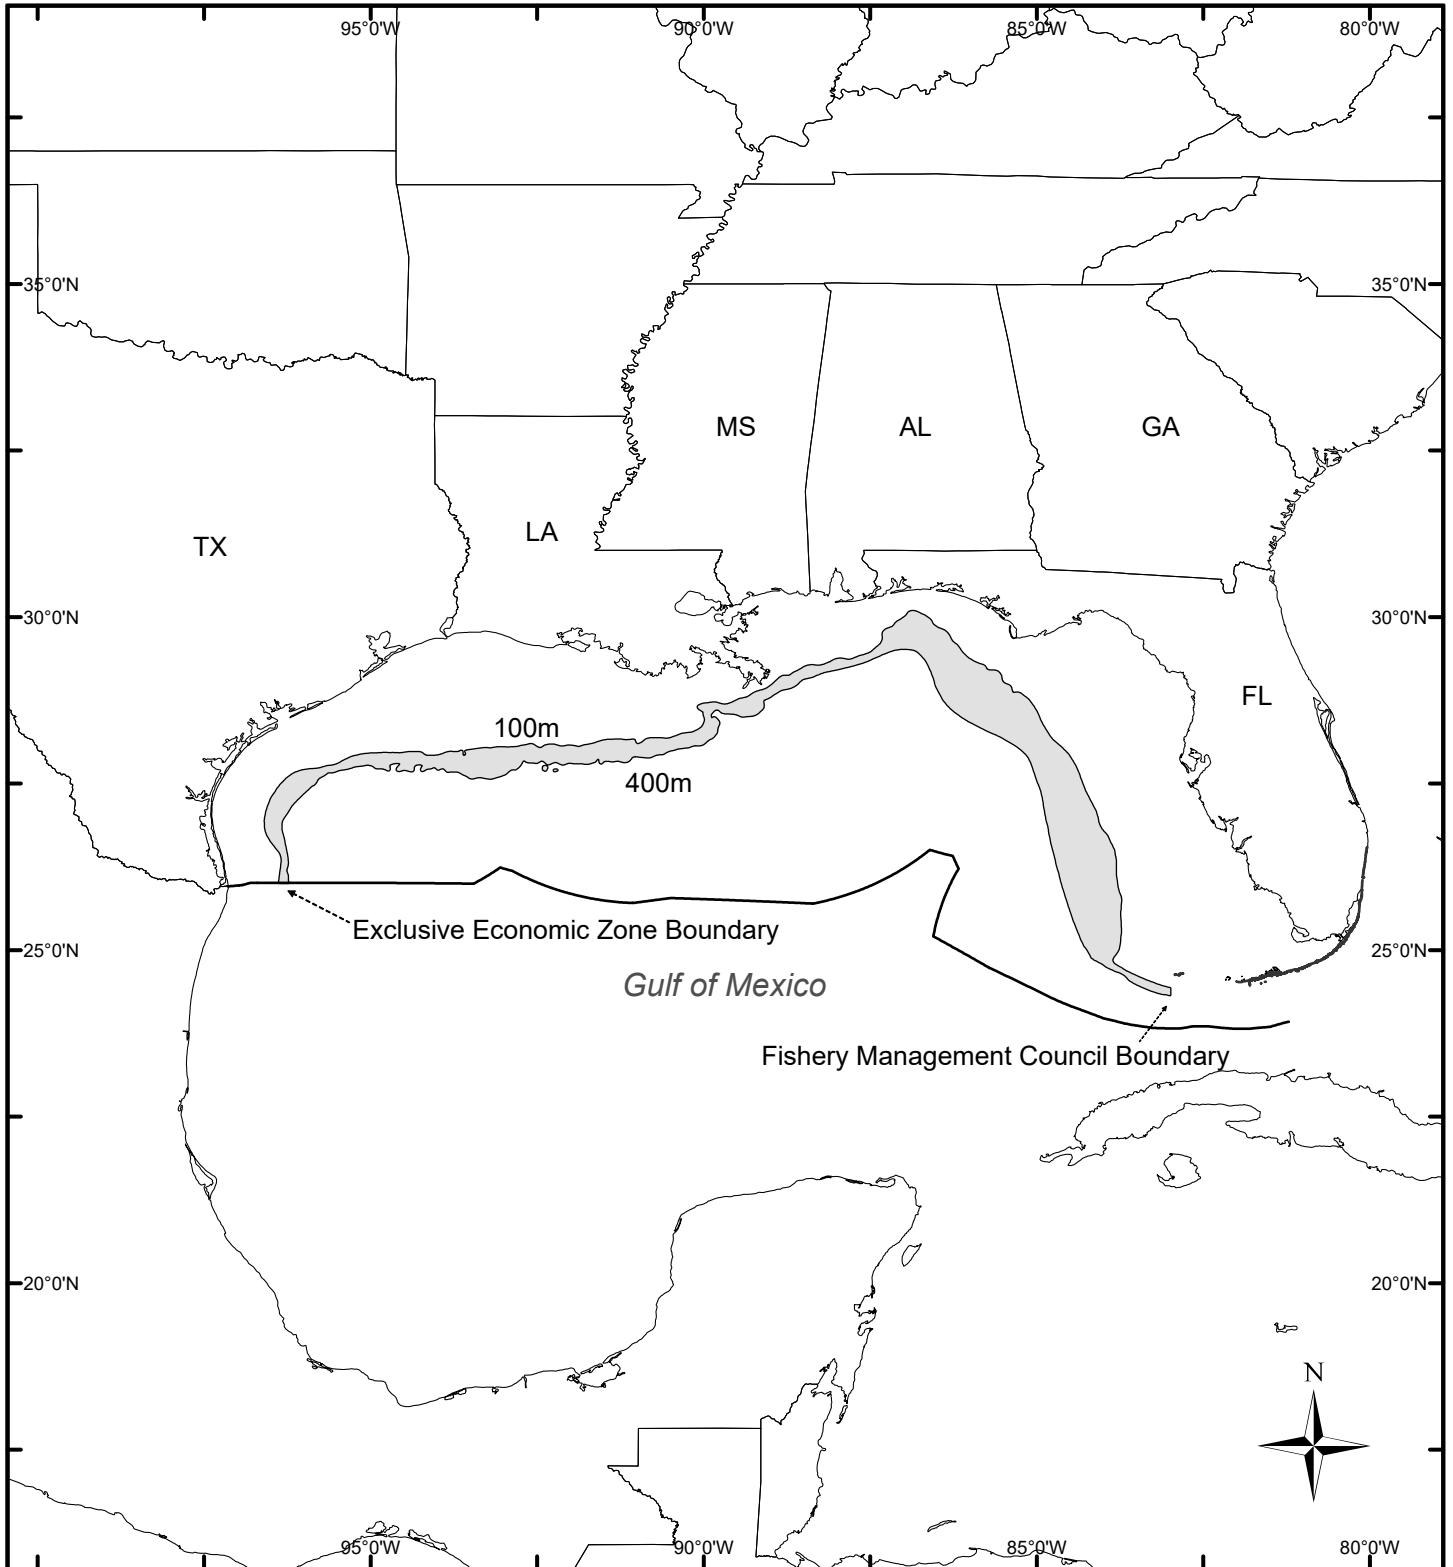 95°0'W 90°0'W 85°0'W 80°0'W
35°0'N 35°0'N
MS AL GA
LA
TX
30°0'N 30°0'N
FL
100m
400m
Exclusive Economic Zone Boundary
25°0'N 25°0'N
Gulf of Mexico
Fishery Management Council Boundary
20°0'N 20°0'N
N
95°0'W 90°0'W 85°0'W 80°0'W